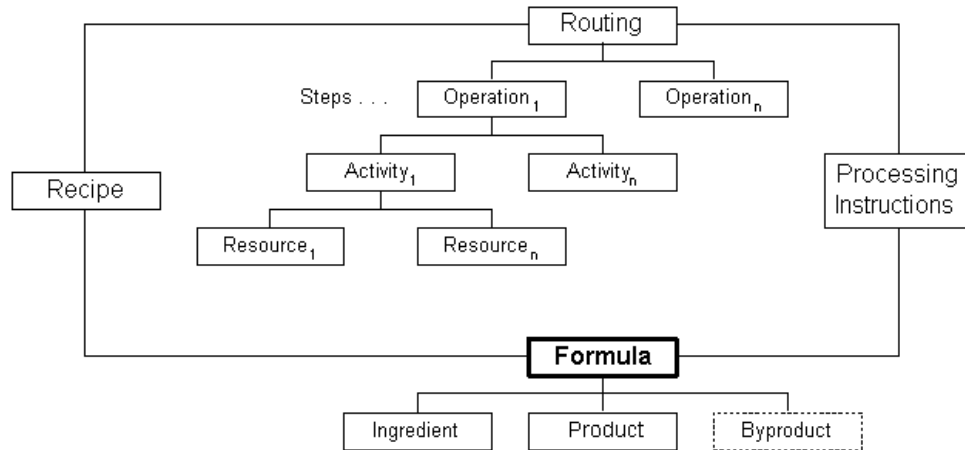 Routing
Steps . . . Operation₁ Operationₙ
Activity₁ Activityₙ
Recipe
Processing
Instructions
Resource₁ Resourceₙ
Formula
Ingredient Product Byproduct